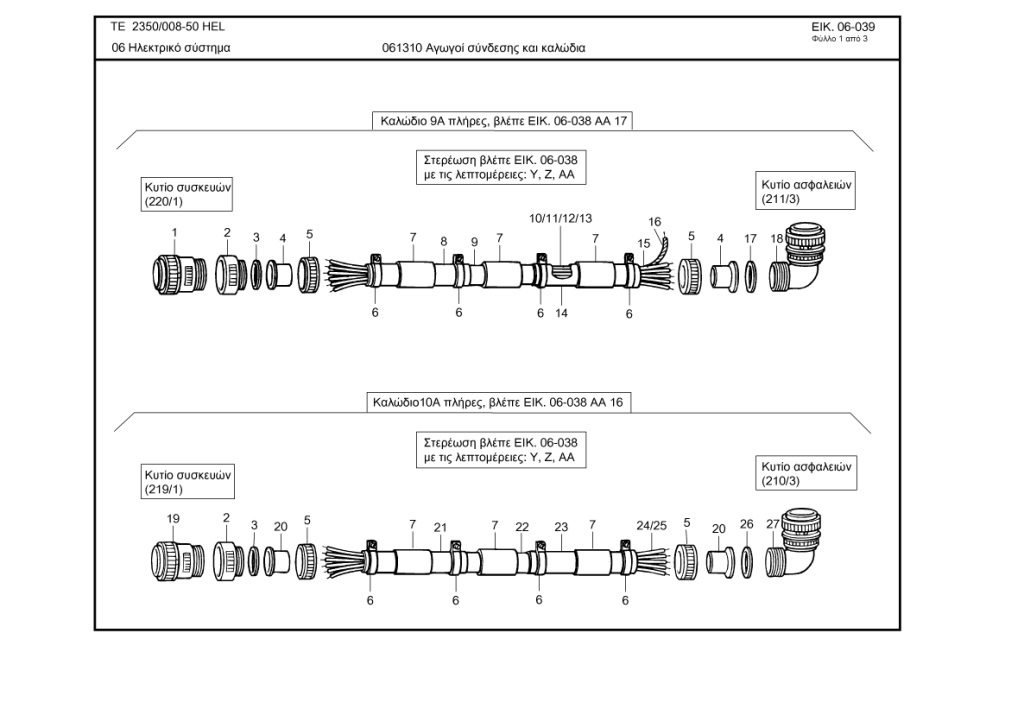 TE 2350/008-50 HEL
ΕΙΚ. 06-039
Φύλλο 1 από 3
06 Ηλεκτρικό σύστημα
061310 Αγωγοί σύνδεσης και καλώδια
Καλώδιο 9Α πλήρες, βλέπε ΕΙΚ. 06-038 ΑΑ 17
Στερέωση βλέπε ΕΙΚ. 06-038
με τις λεπτομέρειες: Υ, Ζ, ΑΑ
Κυτίο συσκευών
(220/1)
Κυτίο ασφαλειών
(211/3)
10/11/12/13
16
1 2 3 4 5 7 8 9 7 7 15 5 4 17 18
6 6 6 14 6
Καλώδιο10Α πλήρες, βλέπε ΕΙΚ. 06-038 ΑΑ 16
Στερέωση βλέπε ΕΙΚ. 06-038
με τις λεπτομέρειες: Υ, Ζ, ΑΑ
Κυτίο συσκευών
(219/1)
Κυτίο ασφαλειών
(210/3)
19 2 3 20 5 7 21 7 22 23 7 24/25 5 20 26 27
6 6 6 6